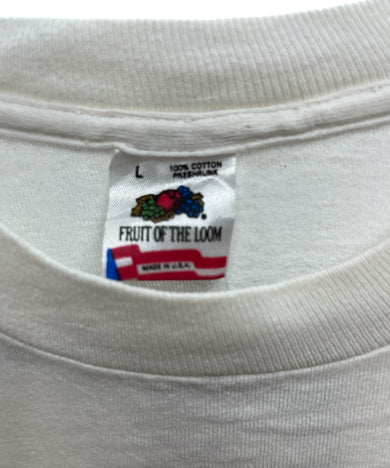 L
100% COTTON
PRESHRUNK
FRUIT OF THE LOOM
MADE IN U.S.A.